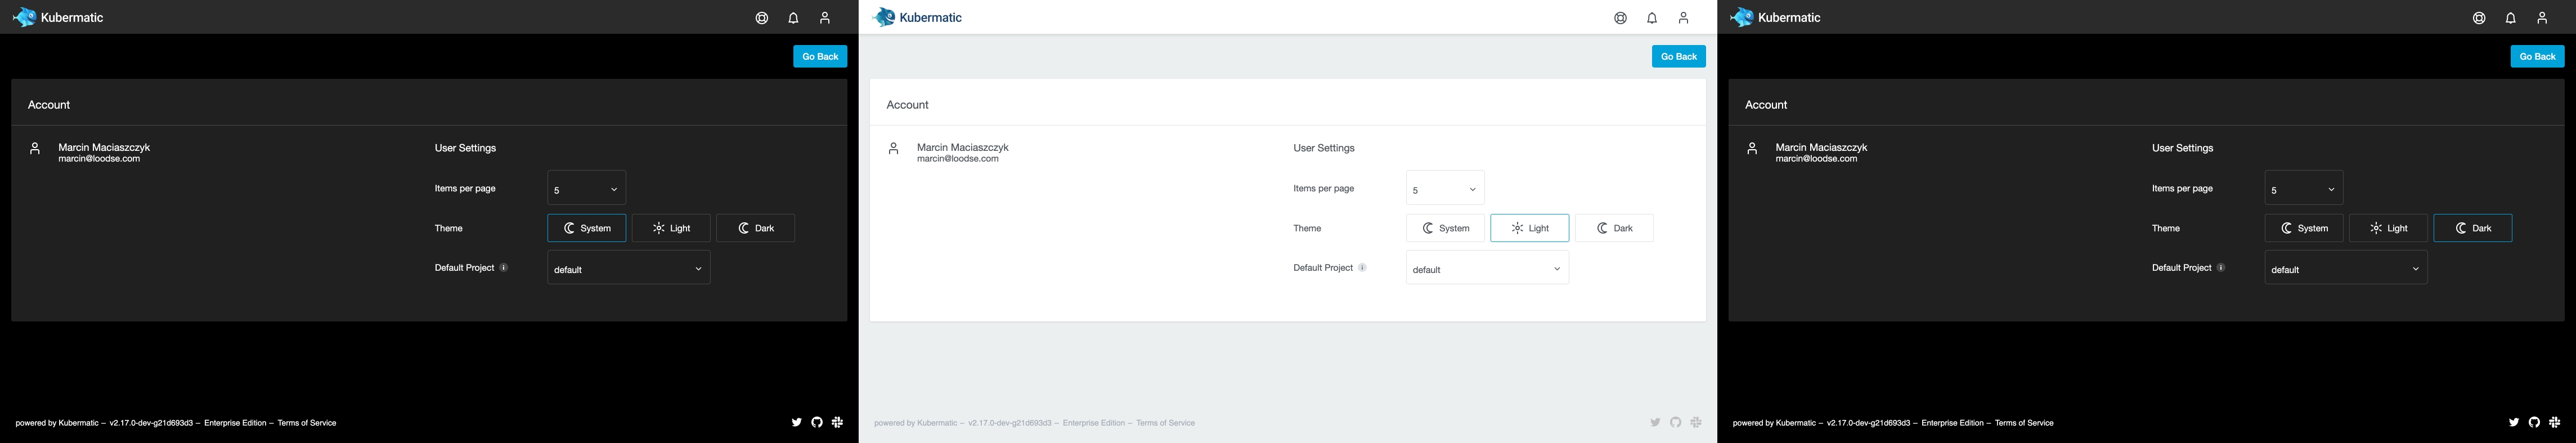 Kubermatic
Go Back
Account
Marcin Maciaszczyk
marcin@loodse.com
User Settings
Items per page
5
Theme
System
Light
Dark
Default Project
default
powered by Kubermatic – v2.17.0-dev-g21d693d3 – Enterprise Edition – Terms of Service
Kubermatic
Go Back
Account
Marcin Maciaszczyk
marcin@loodse.com
User Settings
Items per page
5
Theme
System
Light
Dark
Default Project
default
powered by Kubermatic – v2.17.0-dev-g21d693d3 – Enterprise Edition – Terms of Service
Kubermatic
Go Back
Account
Marcin Maciaszczyk
marcin@loodse.com
User Settings
Items per page
5
Theme
System
Light
Dark
Default Project
default
powered by Kubermatic – v2.17.0-dev-g21d693d3 – Enterprise Edition – Terms of Service